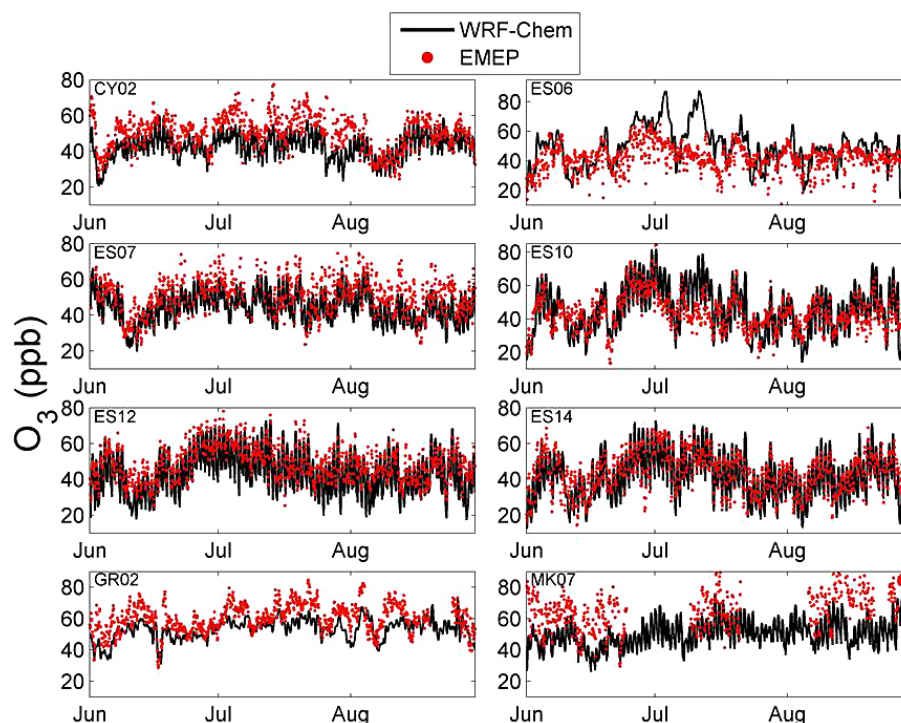 WRF-Chem
EMEP
O3 (ppb)
CY02
80
60
40
20
Jun Jul Aug
ES06
80
60
40
20
Jun Jul Aug
ES07
80
60
40
20
Jun Jul Aug
ES10
80
60
40
20
Jun Jul Aug
ES12
80
60
40
20
Jun Jul Aug
ES14
80
60
40
20
Jun Jul Aug
GR02
80
60
40
20
Jun Jul Aug
MK07
80
60
40
20
Jun Jul Aug